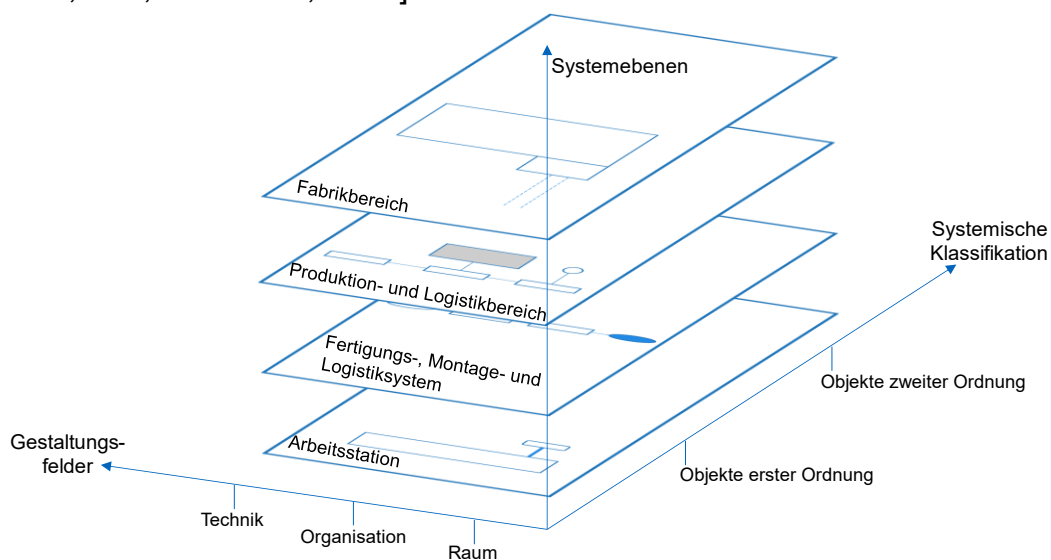 Systemebenen
Fabrikbereich
Systemische
Klassifikation
Produktion- und Logistikbereich
Fertigungs-, Montage- und
Logistiksystem
Objekte zweiter Ordnung
Gestaltungs-
felder
Arbeitsstation
Objekte erster Ordnung
Technik
Organisation
Raum